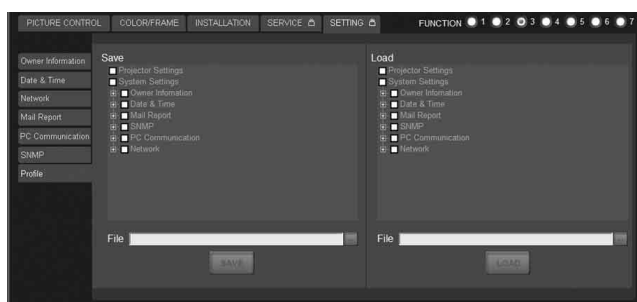 PICTURE CONTROL COLOR/FRAME INSTALLATION SERVICE SETTING FUNCTION 1 2 3 4 5 6 7
Owner Information
Date & Time
Network
Mail Report
PC Communication
SNMP
Profile
Save
Projector Settings
System Settings
Owner Infomation
Date & Time
Mail Report
SNMP
PC Communication
Network
File
SAVE
Load
Projector Settings
System Settings
Owner Infomation
Date & Time
Mail Report
SNMP
PC Communication
Network
File
LOAD